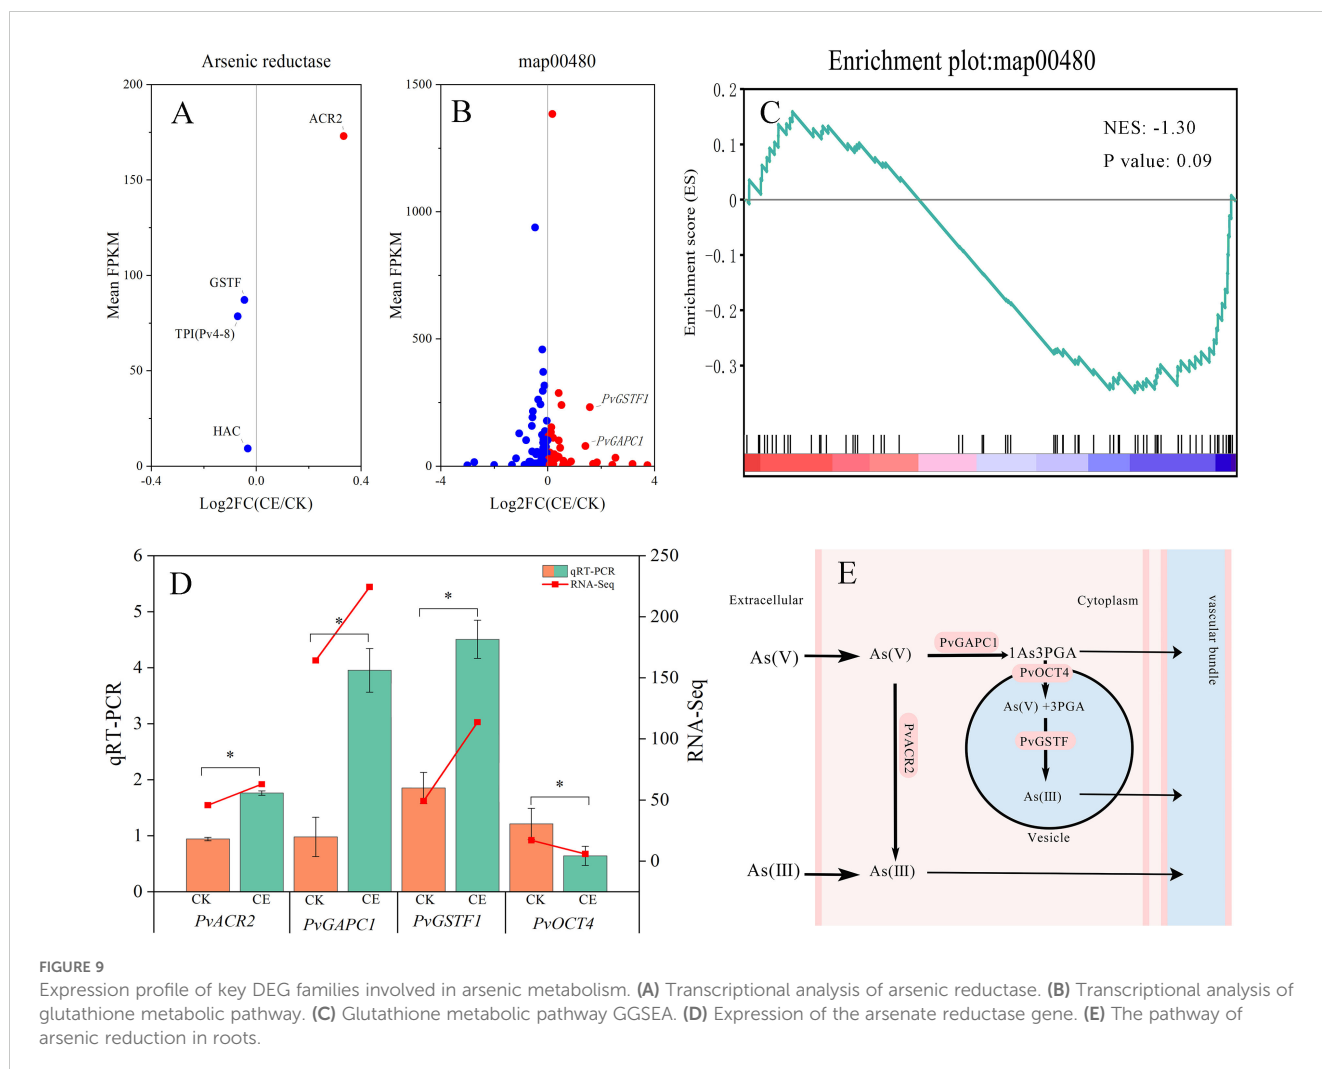 Arsenic reductase
A
200
150
100
50
0
Mean FPKM
ACR2
GSTF
TPI(Pv4-8)
HAC
-0.4
0.0
0.4
Log2FC(CE/CK)
map00480
B
1500
1000
500
0
Mean FPKM
PvGSTF1
PvGAPC1
-4
-2
0
2
4
Log2FC(CE/CK)
Enrichment plot:map00480
C
0.2
0.1
0
-0.1
-0.2
-0.3
Enrichment score (ES)
NES: -1.30
P value: 0.09
D
6
5
4
3
2
1
0
qRT-PCR
qRT-PCR
RNA-Seq
250
200
150
100
50
0
RNA-Seq
*
*
*
*
CK CE CK CE CK CE CK CE
PvACR2 PvGAPC1 PvGSTF1 PvOCT4
E
Extracellular
Cytoplasm
vascular bundle
As(V)
As(V)
PvGAPC1
1As3PGA
PvOCT4
As(V) +3PGA
PvGSTF
As(III)
Vesicle
PvACR2
As(III)
As(III)
FIGURE 9
Expression profile of key DEG families involved in arsenic metabolism. (A) Transcriptional analysis of arsenic reductase. (B) Transcriptional analysis of
glutathione metabolic pathway. (C) Glutathione metabolic pathway GGSEA. (D) Expression of the arsenate reductase gene. (E) The pathway of
arsenic reduction in roots.